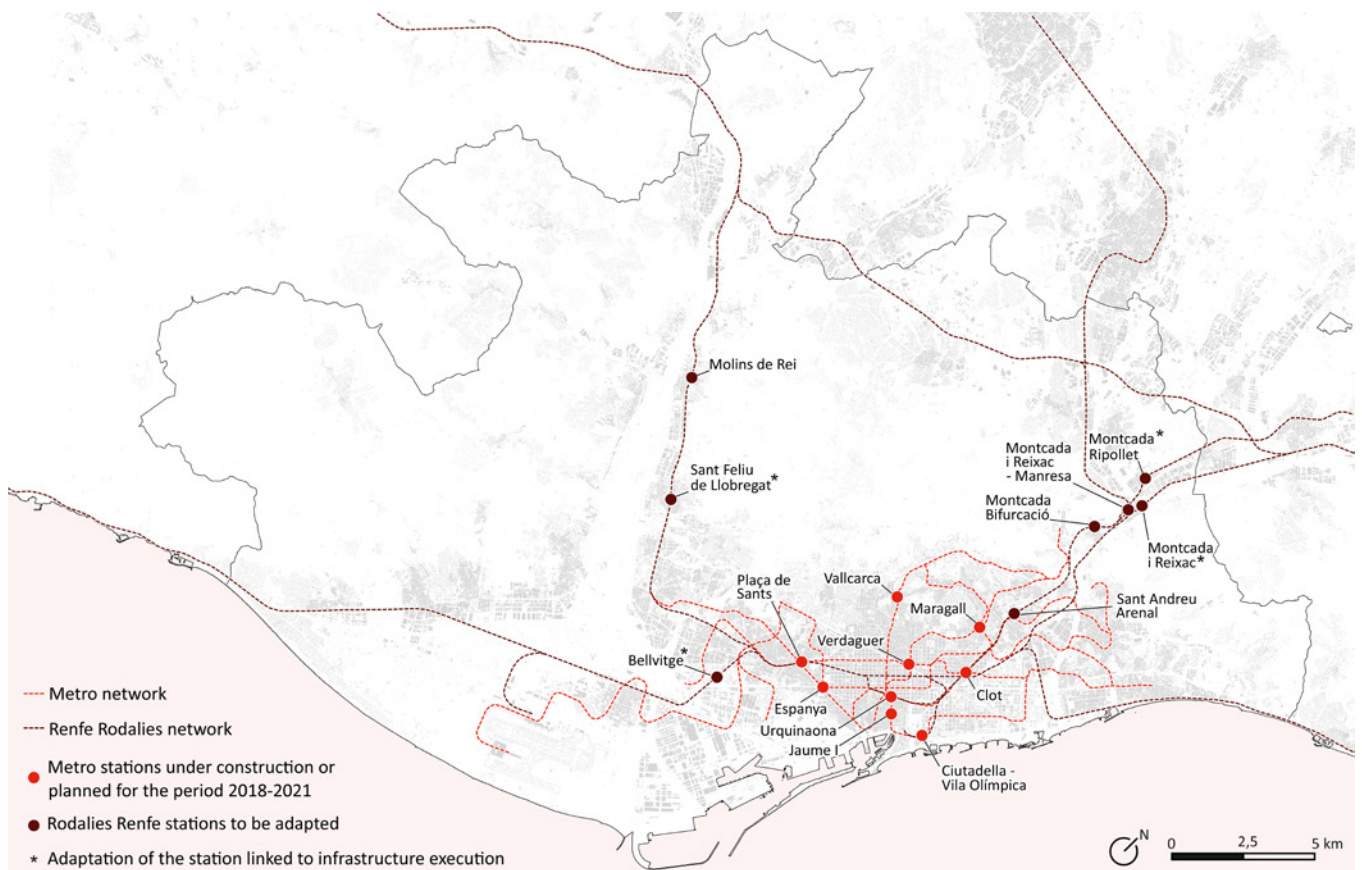 Molins de Rei
Sant Feliu
de Llobregat*
Montcada
i Reixac
- Manresa
Montcada*
Ripollet
Montcada
Bifurcació
Montcada
i Reixac*
Plaça de
Sants
Vallcarca
Maragall
Sant Andreu
Arenal
Verdaguer
Bellvitge*
Espanya
Clot
Urquinaona
Jaume I
Ciutadella -
Vila Olímpica
Metro network
Renfe Rodalies network
Metro stations under construction or
planned for the period 2018-2021
Rodalies Renfe stations to be adapted
* Adaptation of the station linked to infrastructure execution
N
0 2,5 5 km